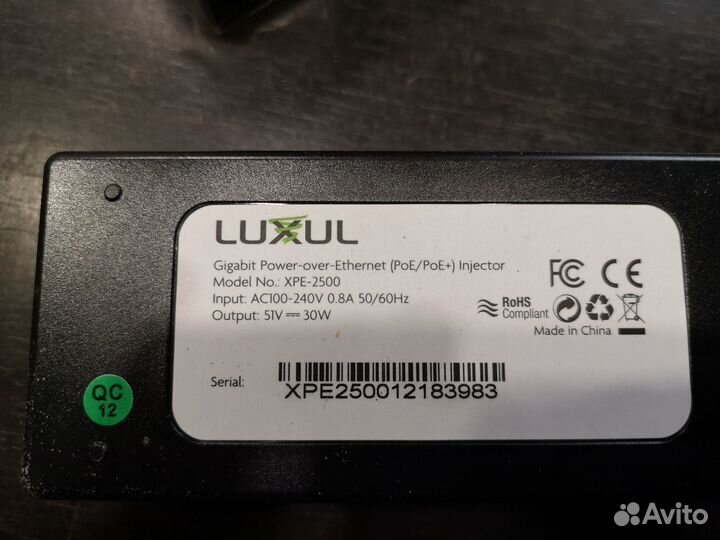 LUXUL
Gigabit Power-over-Ethernet (PoE/PoE+) Injector
Model No.: XPE-2500
Input: AC100-240V 0.8A 50/60Hz
Output: 51V⎓30W
FC CE
RoHS
Compliant
Made in China
Serial:
XPE250012183983
QC
12
Avito